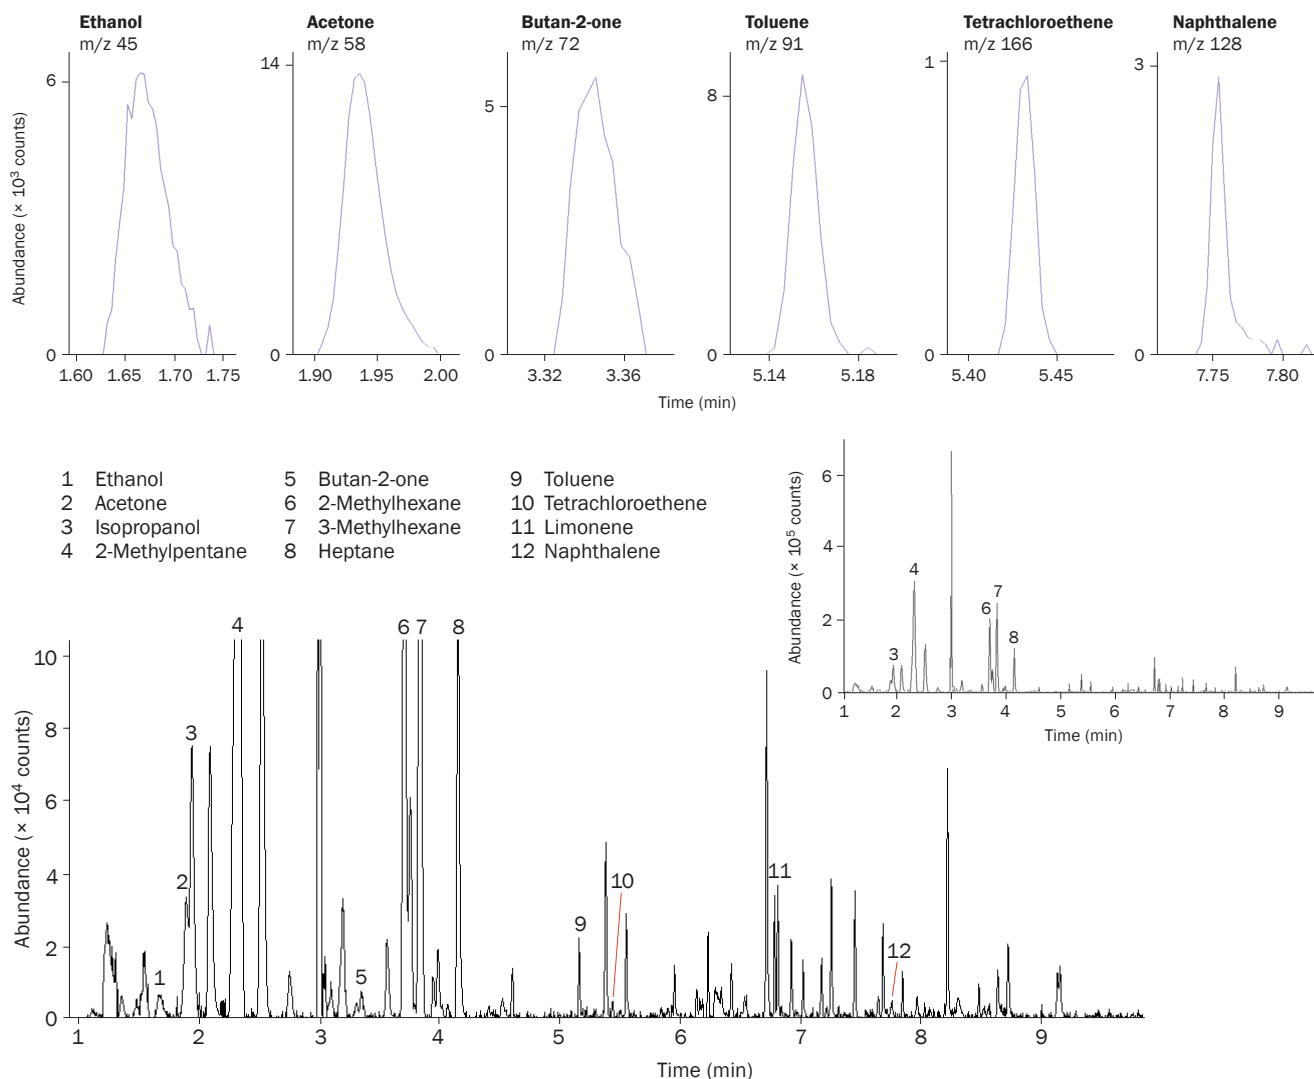 Ethanol
m/z 45
Acetone
m/z 58
Butan-2-one
m/z 72
Toluene
m/z 91
Tetrachloroethene
m/z 166
Naphthalene
m/z 128
Abundance (× 10³ counts)
6
0
1.60 1.65 1.70 1.75
14
0
1.90 1.95 2.00
5
0
3.32 3.36
8
0
5.14 5.18
1
0
5.40 5.45
3
0
7.75 7.80
Time (min)
1 Ethanol
2 Acetone
3 Isopropanol
4 2-Methylpentane
5 Butan-2-one
6 2-Methylhexane
7 3-Methylhexane
8 Heptane
9 Toluene
10 Tetrachloroethene
11 Limonene
12 Naphthalene
Abundance (× 10⁵ counts)
6
4
2
0
3 4 6 7 8
1 2 3 4 5 6 7 8 9
Time (min)
Abundance (× 10⁴ counts)
10
8
6
4
2
0
1 2 3 4 5 6 7 8 9 10 11 12
1 2 3 4 5 6 7 8 9
Time (min)